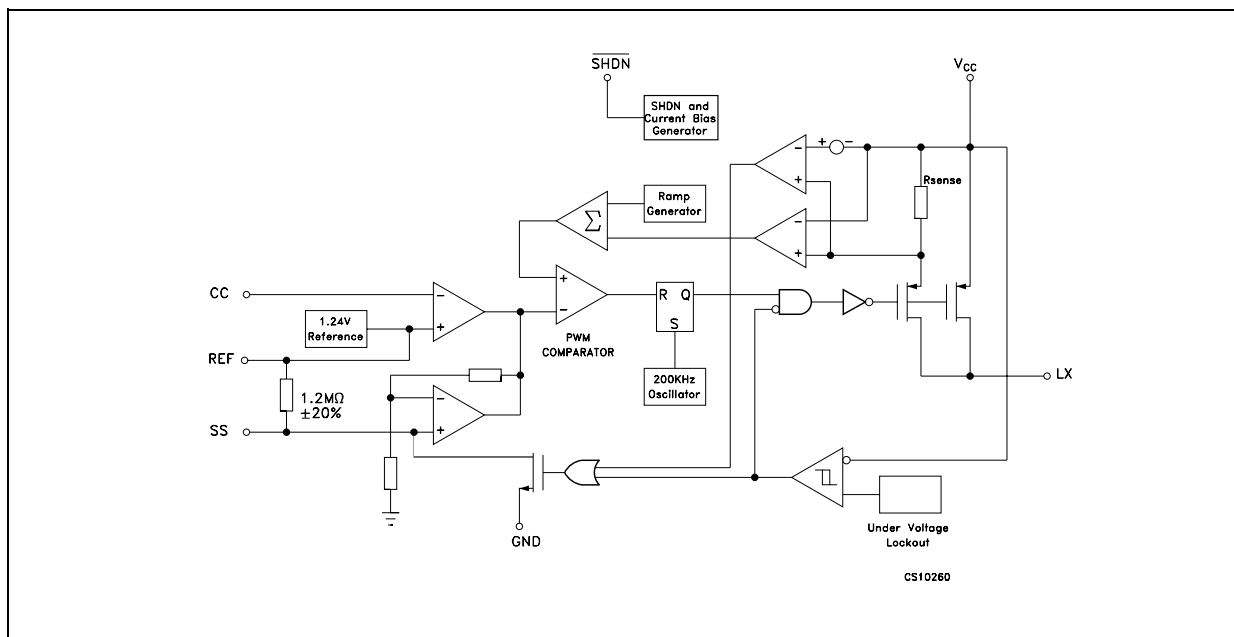 SHDN
VCC
SHDN and
Current Bias
Generator
+ -
-
+
Rsense
Ramp
Generator
Σ
-
+
CC
-
+
+
-
R Q
S
1.24V
Reference
PWM
COMPARATOR
REF
200KHz
Oscillator
LX
1.2MΩ
±20%
-
+
SS
GND
Under Voltage
Lockout
CS10260